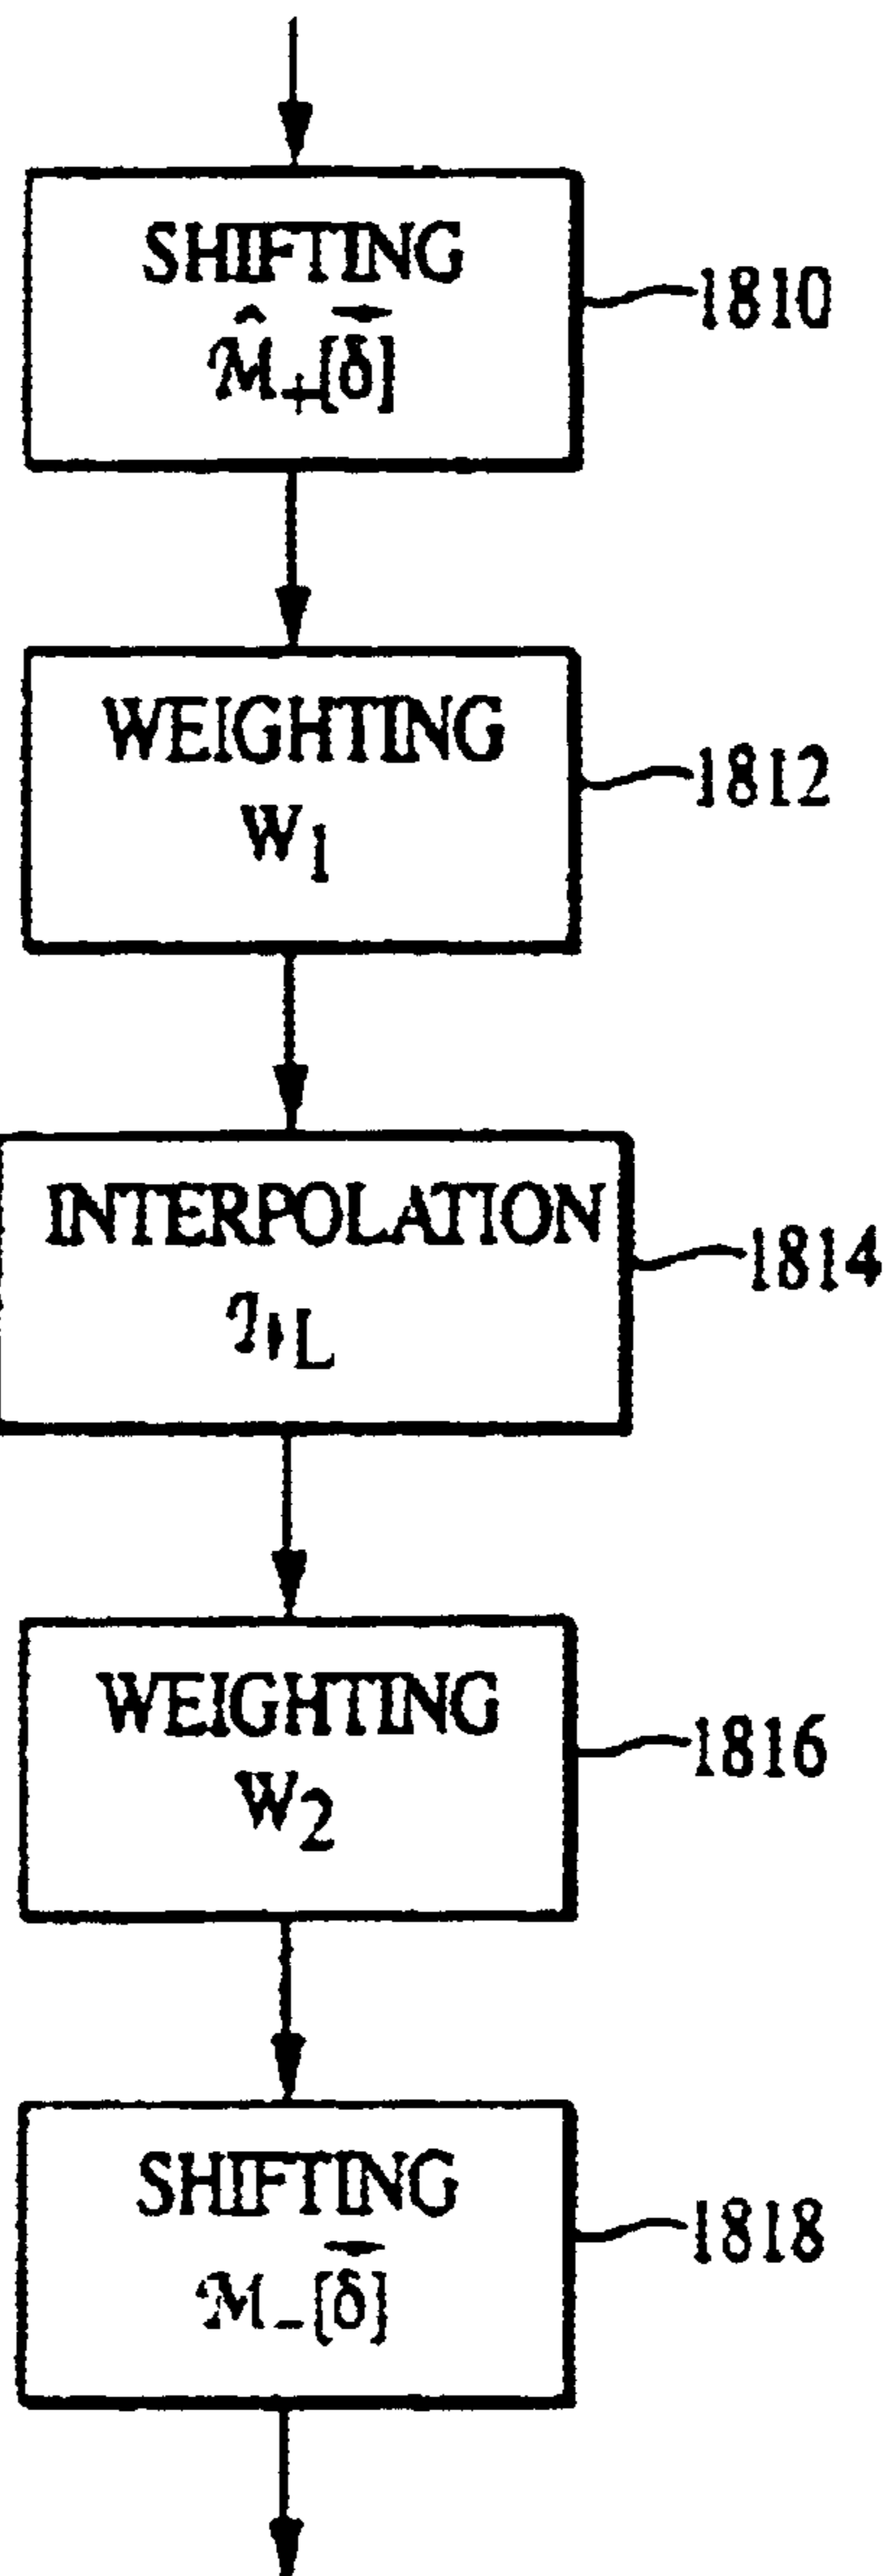 SHIFTING
M̂₊[δ⃗]
1810
WEIGHTING
W₁
1812
INTERPOLATION
L
1814
WEIGHTING
W₂
1816
SHIFTING
M₋[δ⃗]
1818